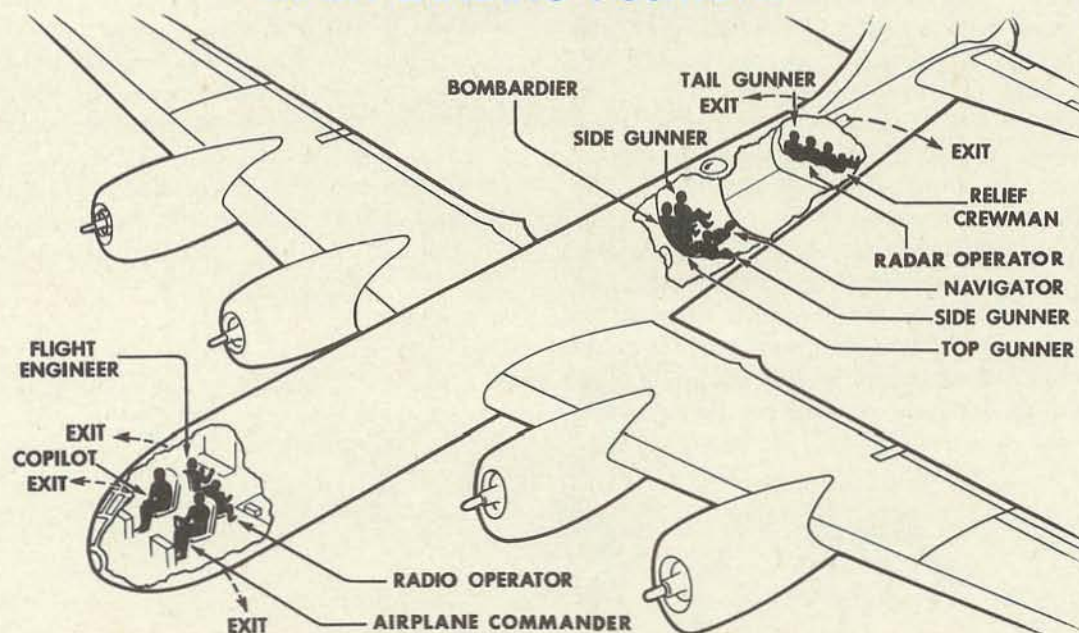 BOMBARDIER
TAIL GUNNER
EXIT
SIDE GUNNER
EXIT
RELIEF
CREWMAN
RADAR OPERATOR
NAVIGATOR
SIDE GUNNER
TOP GUNNER
FLIGHT
ENGINEER
EXIT
COPILOT
EXIT
RADIO OPERATOR
AIRPLANE COMMANDER
EXIT